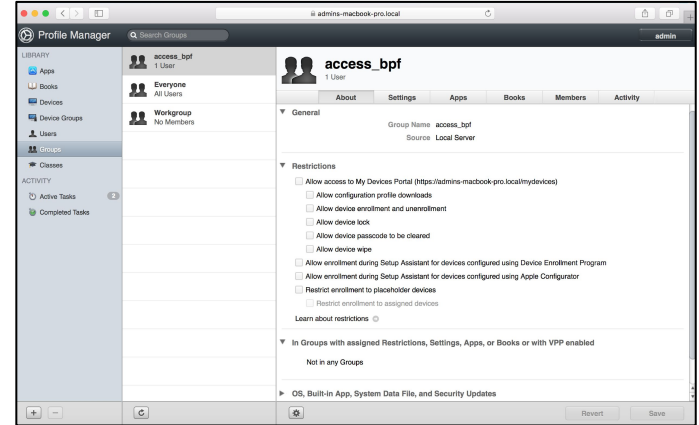 admins-macbook-pro.local
Profile Manager
Search Groups
admin
LIBRARY
Apps
Books
Devices
Device Groups
Users
Groups
Classes
ACTIVITY
Active Tasks 2
Completed Tasks
access_bpf
1 User
Everyone
All Users
Workgroup
No Members
access_bpf
1 User
About Settings Apps Books Members Activity
General
Group Name access_bpf
Source Local Server
Restrictions
Allow access to My Devices Portal (https://admins-macbook-pro.local/mydevices)
Allow configuration profile downloads
Allow device enrollment and unenrollment
Allow device lock
Allow device passcode to be cleared
Allow device wipe
Allow enrollment during Setup Assistant for devices configured using Device Enrollment Program
Allow enrollment during Setup Assistant for devices configured using Apple Configurator
Restrict enrollment to placeholder devices
Restrict enrollment to assigned devices
Learn about restrictions
In Groups with assigned Restrictions, Settings, Apps, or Books or with VPP enabled
Not in any Groups
OS, Built-in App, System Data File, and Security Updates
Revert Save